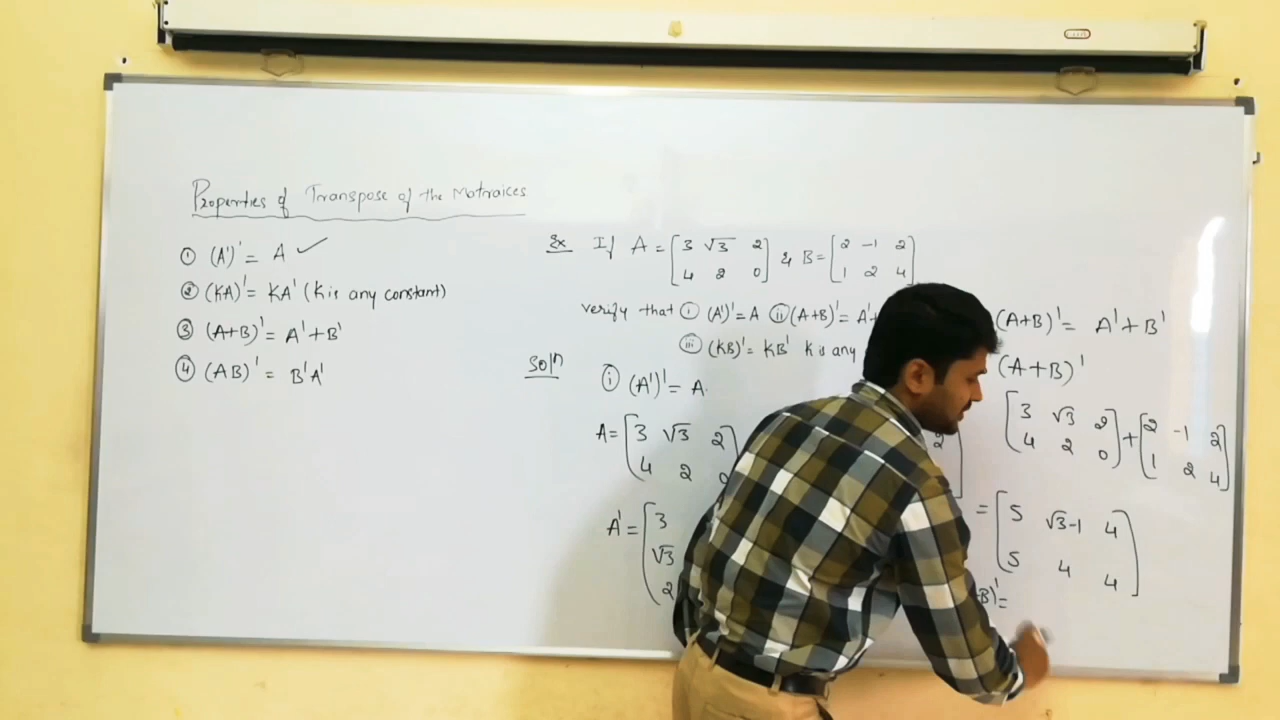 Properties of Transpose of the Matraices
① (A')' = A ✓
② (KA)' = KA' (K is any constant)
③ (A+B)' = A'+B'
④ (AB)' = B'A'
Ex If A = [3 √3 2
4 2 0] & B = [2 -1 2
1 2 4]
verify that ⓘ (A')' = A ⓘⓘ (A+B)' = A'+
ⓘⓘⓘ (KB)' = KB' K is any
Soln ⓘ (A')' = A.
A = [3 √3 2]
[4 2 0
A' = [3
√3
2
2
(A+B)' = A'+B'
(A+B)'
[3 √3 2
4 2 0] + [2 -1 2
1 2 4]
= [5 √3-1 4
5 4 4]
B)' =